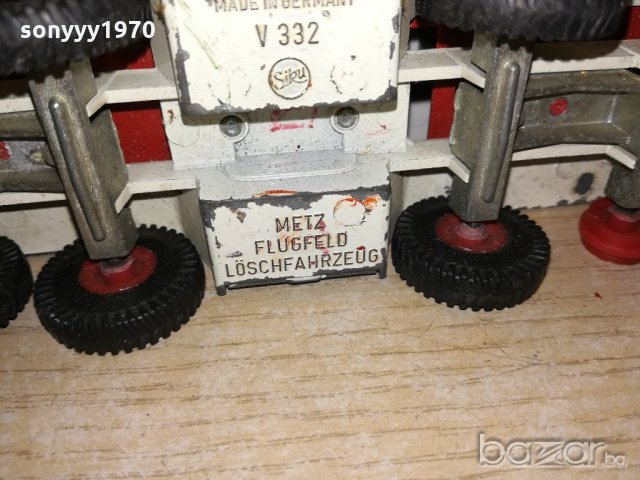 sonyyy1970
MADE IN GERMANY
V 332
Siku
METZ
FLUGFELD
LÖSCHFAHRZEUG
bazar.bg